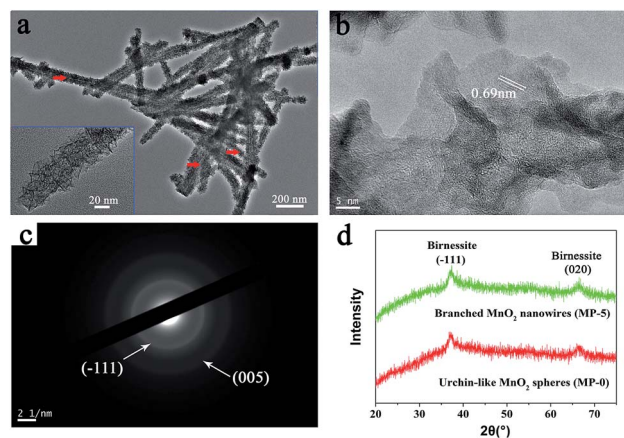 a
20 nm
200 nm
b
0.69nm
5 nm
c
(-111)
(005)
2 1/nm
d
Birnessite
(-111)
Birnessite
(020)
Branched MnO₂ nanowires (MP-5)
Urchin-like MnO₂ spheres (MP-0)
Intensity
20 30 40 50 60 70
2θ(°)